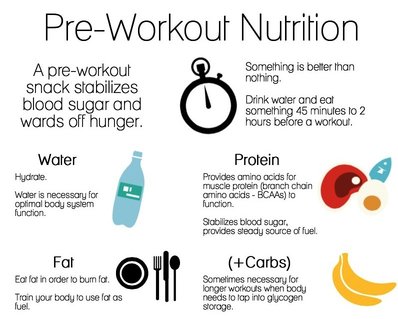 Pre-Workout Nutrition
A pre-workout
snack stabilizes
blood sugar and
wards off hunger.
Something is better than
nothing.
Drink water and eat
something 45 minutes to 2
hours before a workout.
Water
Hydrate.
Water is necessary for
optimal body system
function.
Protein
Provides amino acids for
muscle protein (branch chain
amino acids - BCAAs) to
function.
Stabilizes blood sugar,
provides steady source of fuel.
Fat
Eat fat in order to burn fat.
Train your body to use fat as
fuel.
(+Carbs)
Sometimes necessary for
longer workouts when body
needs to tap into glycogen
storage.